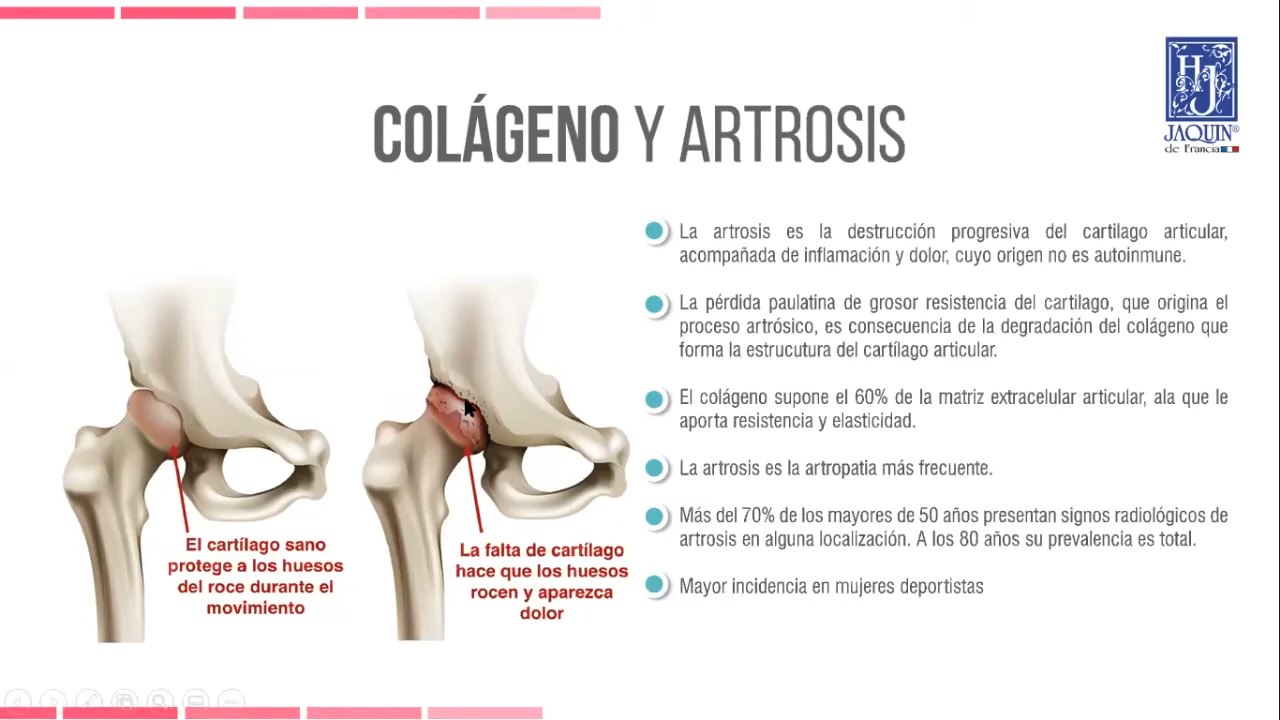 HJ
JAQUIN®
de Francia
COLÁGENO Y ARTROSIS
La artrosis es la destrucción progresiva del cartilago articular,
acompañada de inflamación y dolor, cuyo origen no es autoinmune.
La pérdida paulatina de grosor resistencia del cartilago, que origina el
proceso artrósico, es consecuencia de la degradación del colágeno que
forma la estrucutura del cartílago articular.
El colágeno supone el 60% de la matriz extracelular articular, ala que le
aporta resistencia y elasticidad.
La artrosis es la artropatia más frecuente.
Más del 70% de los mayores de 50 años presentan signos radiológicos de
artrosis en alguna localización. A los 80 años su prevalencia es total.
Mayor incidencia en mujeres deportistas
El cartílago sano
protege a los huesos
del roce durante el
movimiento
La falta de cartílago
hace que los huesos
rocen y aparezca
dolor